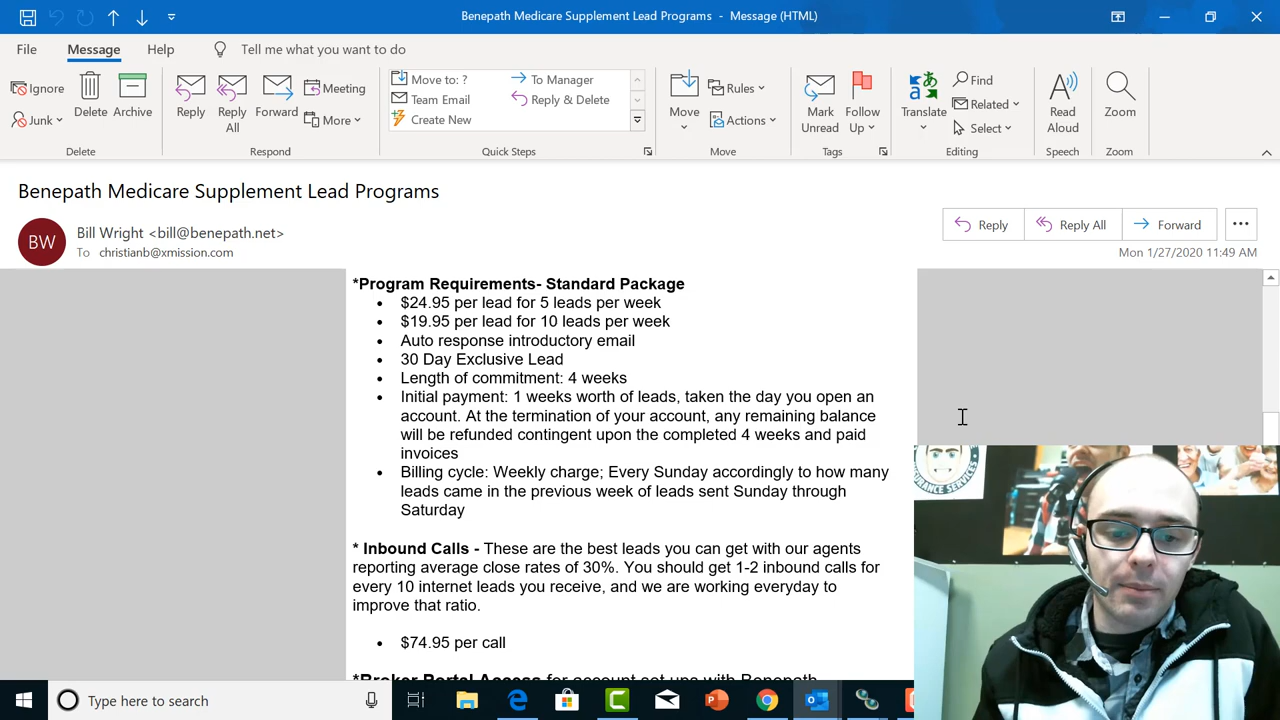 Benepath Medicare Supplement Lead Programs - Message (HTML)
File Message Help Tell me what you want to do
Ignore
Junk
Delete
Archive
Delete
Reply
Reply All
Forward
Meeting
More
Respond
Move to: ?
Team Email
Create New
To Manager
Reply & Delete
Quick Steps
Move
Rules
Actions
Move
Mark Unread
Follow Up
Tags
Translate
Find
Related
Select
Editing
Read Aloud
Speech
Zoom
Zoom
Benepath Medicare Supplement Lead Programs
BW
Bill Wright <bill@benepath.net>
To christianb@xmission.com
Reply Reply All Forward
Mon 1/27/2020 11:49 AM
*Program Requirements- Standard Package
• $24.95 per lead for 5 leads per week
• $19.95 per lead for 10 leads per week
• Auto response introductory email
• 30 Day Exclusive Lead
• Length of commitment: 4 weeks
• Initial payment: 1 weeks worth of leads, taken the day you open an
account. At the termination of your account, any remaining balance
will be refunded contingent upon the completed 4 weeks and paid
invoices
• Billing cycle: Weekly charge; Every Sunday accordingly to how many
leads came in the previous week of leads sent Sunday through
Saturday
* Inbound Calls - These are the best leads you can get with our agents
reporting average close rates of 30%. You should get 1-2 inbound calls for
every 10 internet leads you receive, and we are working everyday to
improve that ratio.
• $74.95 per call
*Broker Portal Access for account set ups with Benepath
Type here to search